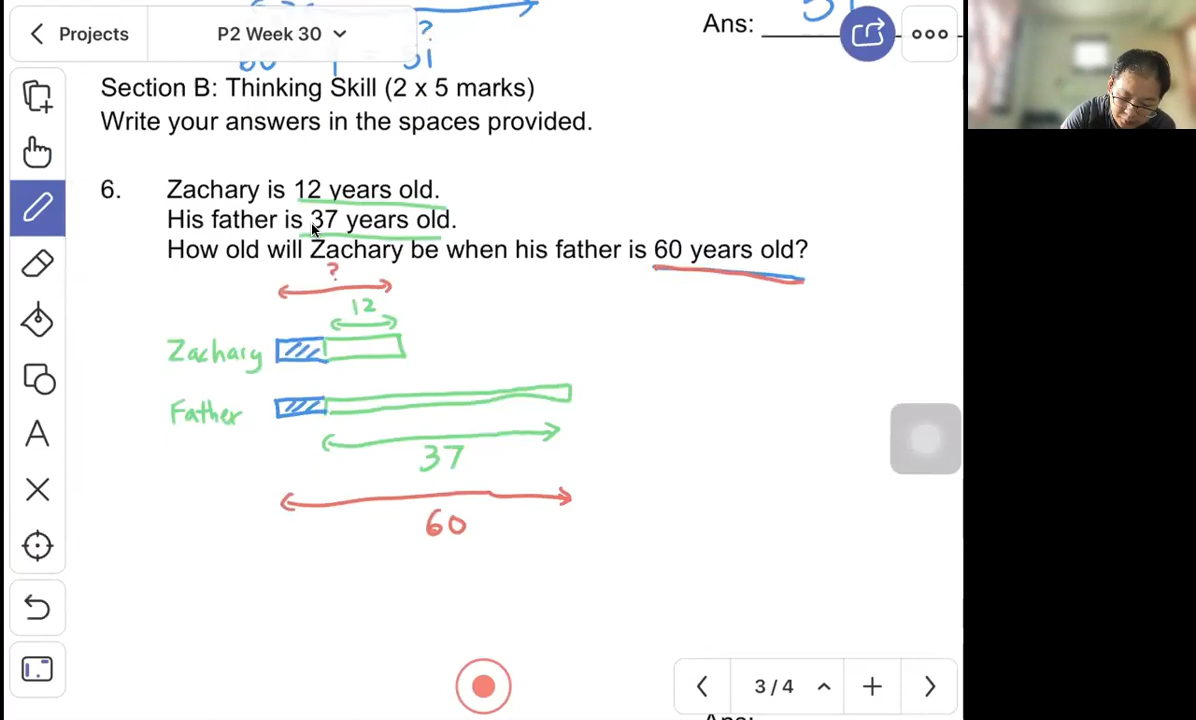 Projects
P2 Week 30
?
Ans:
Section B: Thinking Skill (2 x 5 marks)
Write your answers in the spaces provided.
6. Zachary is 12 years old.
His father is 37 years old.
How old will Zachary be when his father is 60 years old?
?
12
Zachary
Father
37
60
3 / 4
A